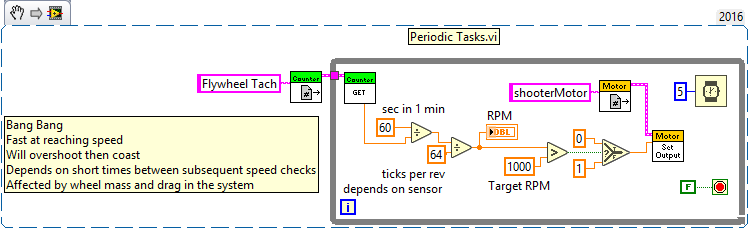 2016
Periodic Tasks.vi
Flywheel Tach
Counter
#
Counter
GET
shooterMotor
Motor
#
5
sec in 1 min
60
÷
64
÷
RPM
DBL
ticks per rev
depends on sensor
1000
Target RPM
>
0
1
?
Motor
Set
Output
F
i
Bang Bang
Fast at reaching speed
Will overshoot then coast
Depends on short times between subsequent speed checks
Affected by wheel mass and drag in the system